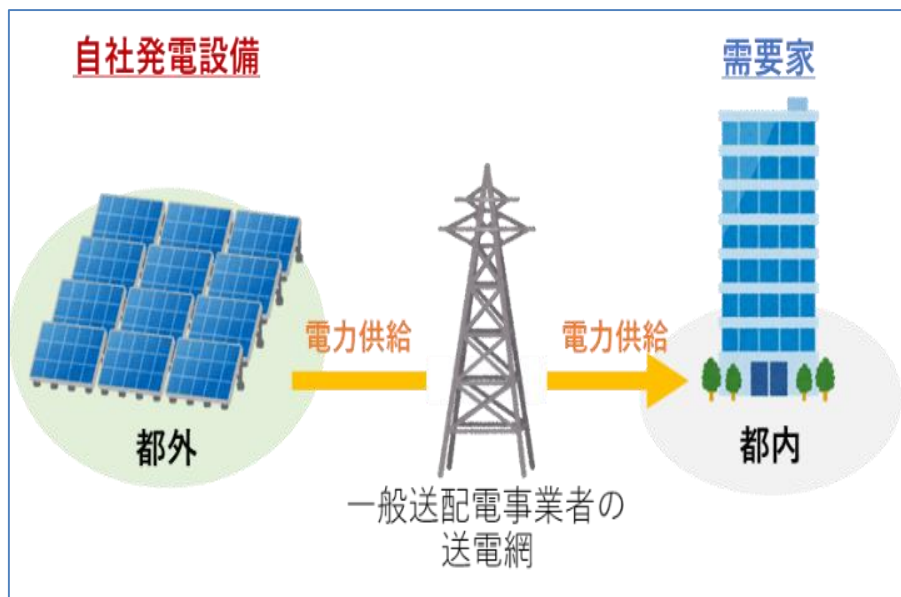 自社発電設備
需要家
電力供給
電力供給
都外
都内
一般送配電事業者の
送電網